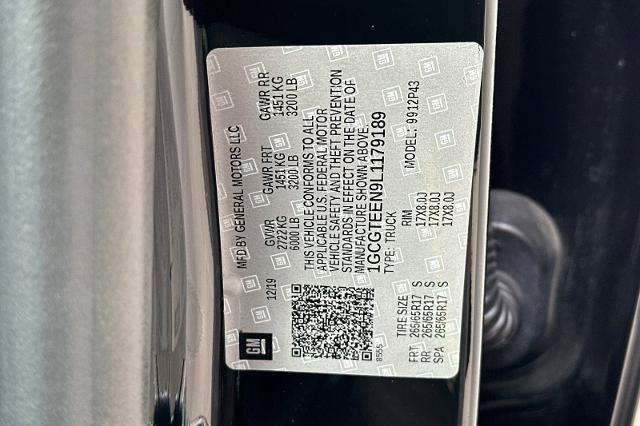 GM
MFD BY GENERAL MOTORS LLC
12/19 GVWR GAWR FRT GAWR RR
2722KG 1451 KG 1451 KG
6000 LB 3200 LB 3200 LB
THIS VEHICLE CONFORMS TO ALL
APPLICABLE U.S. FEDERAL MOTOR
VEHICLE SAFETY AND THEFT PREVENTION
STANDARDS IN EFFECT ON THE DATE OF
MANUFACTURE SHOWN ABOVE.
1GCGTEEN9L1179189
8555 TYPE: TRUCK MODEL: 9912P43
TIRE SIZE RIM
FRT 265/65R17 S 17X8.0J
RR 265/65R17 S 17X8.0J
SPA 265/65R17 S 17X8.0J